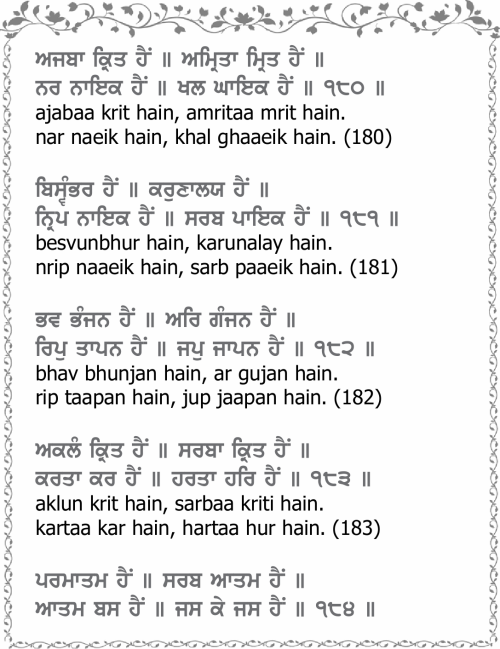 ਅਜਬਾ ਕ੍ਰਿਤ ਹੈਂ ॥ ਅਮ੍ਰਿਤਾ ਮ੍ਰਿਤ ਹੈਂ ॥
ਨਰ ਨਾਇਕ ਹੈਂ ॥ ਖਲ ਘਾਇਕ ਹੈਂ ॥ ੧੮੦ ॥
ajabaa krit hain, amritaa mrit hain.
nar naeik hain, khal ghaaeik hain. (180)
ਬਿਸ੍ਵੰਭਰ ਹੈਂ ॥ ਕਰੁਣਾਲਯ ਹੈਂ ॥
ਨ੍ਰਿਪ ਨਾਇਕ ਹੈਂ ॥ ਸਰਬ ਪਾਇਕ ਹੈਂ ॥ ੧੮੧ ॥
besvunbhur hain, karunalay hain.
nrip naaeik hain, sarb paaeik hain. (181)
ਭਵ ਭੰਜਨ ਹੈਂ ॥ ਅਰਿ ਗੰਜਨ ਹੈਂ ॥
ਰਿਪੁ ਤਾਪਨ ਹੈਂ ॥ ਜਪੁ ਜਾਪਨ ਹੈਂ ॥ ੧੮੨ ॥
bhav bhunjan hain, ar gujan hain.
rip taapan hain, jup jaapan hain. (182)
ਅਕਲੰ ਕ੍ਰਿਤ ਹੈਂ ॥ ਸਰਬਾ ਕ੍ਰਿਤ ਹੈਂ ॥
ਕਰਤਾ ਕਰ ਹੈਂ ॥ ਹਰਤਾ ਹਰਿ ਹੈਂ ॥ ੧੮੩ ॥
aklun krit hain, sarbaa kriti hain.
kartaa kar hain, hartaa hur hain. (183)
ਪਰਮਾਤਮ ਹੈਂ ॥ ਸਰਬ ਆਤਮ ਹੈਂ ॥
ਆਤਮ ਬਸ ਹੈਂ ॥ ਜਸ ਕੇ ਜਸ ਹੈਂ ॥ ੧੮੪ ॥